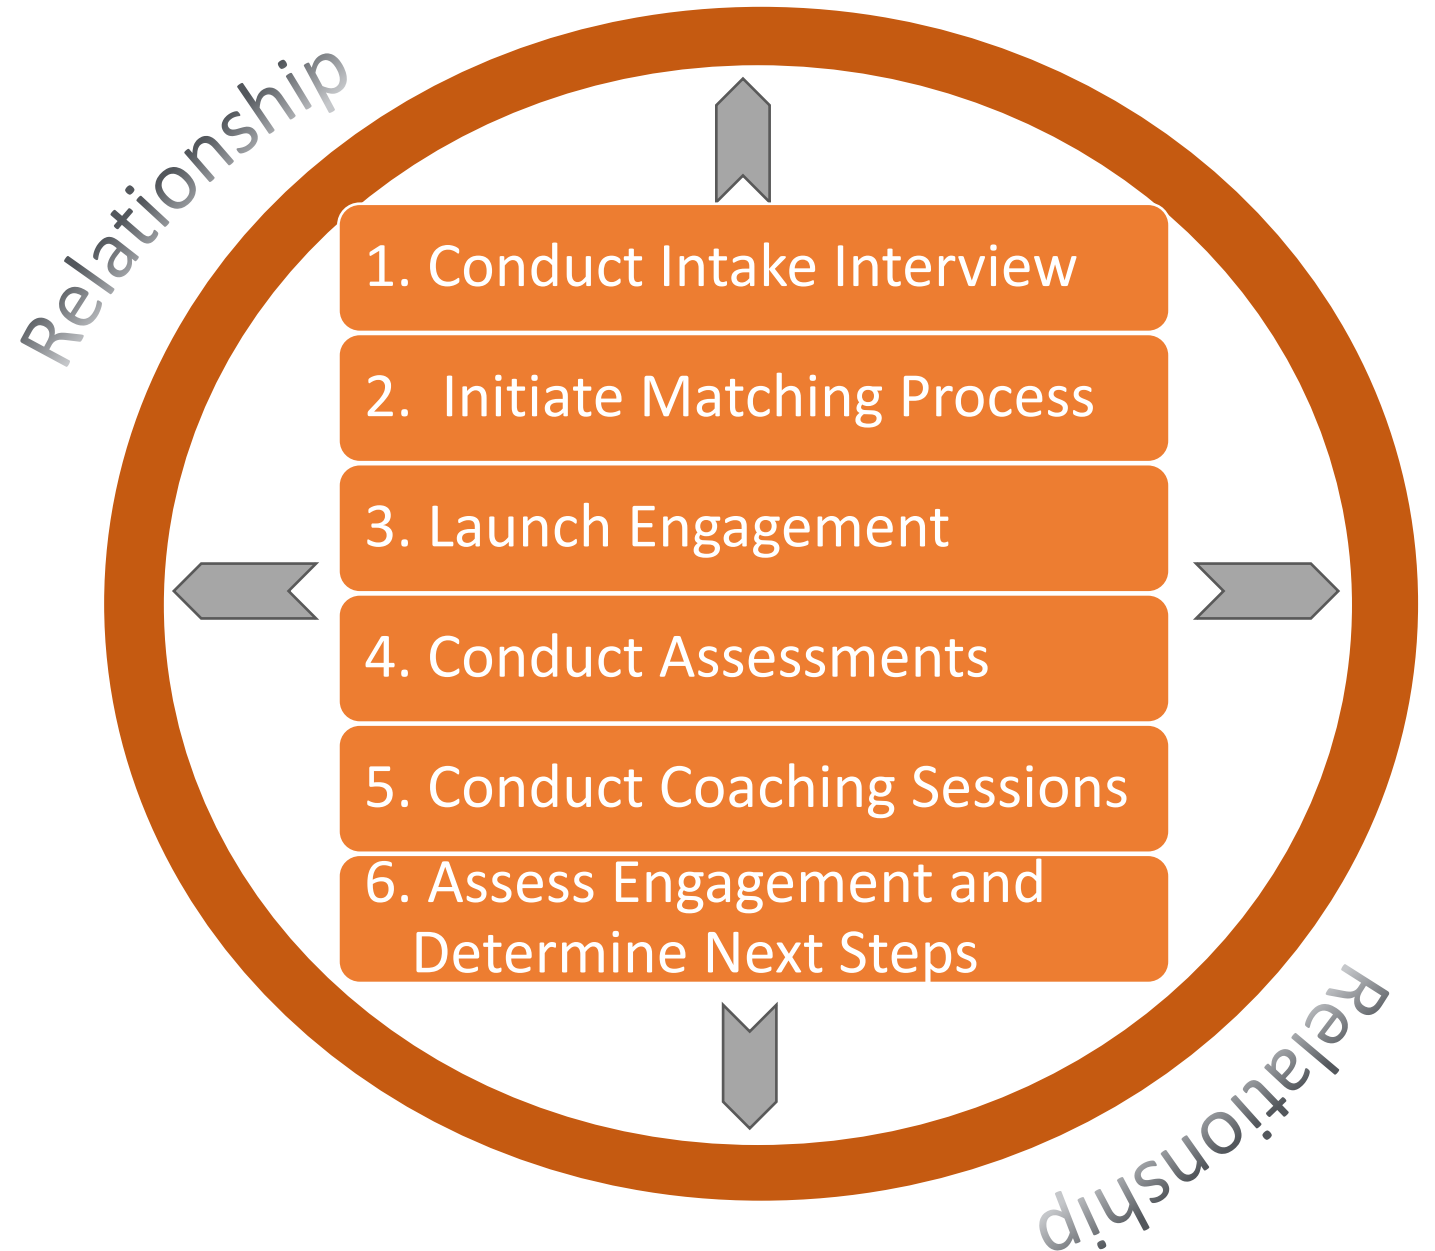 Relationship
1. Conduct Intake Interview
2.  Initiate Matching Process
3. Launch Engagement
4. Conduct Assessments
5. Conduct Coaching Sessions
6. Assess Engagement and
Determine Next Steps
Relationship